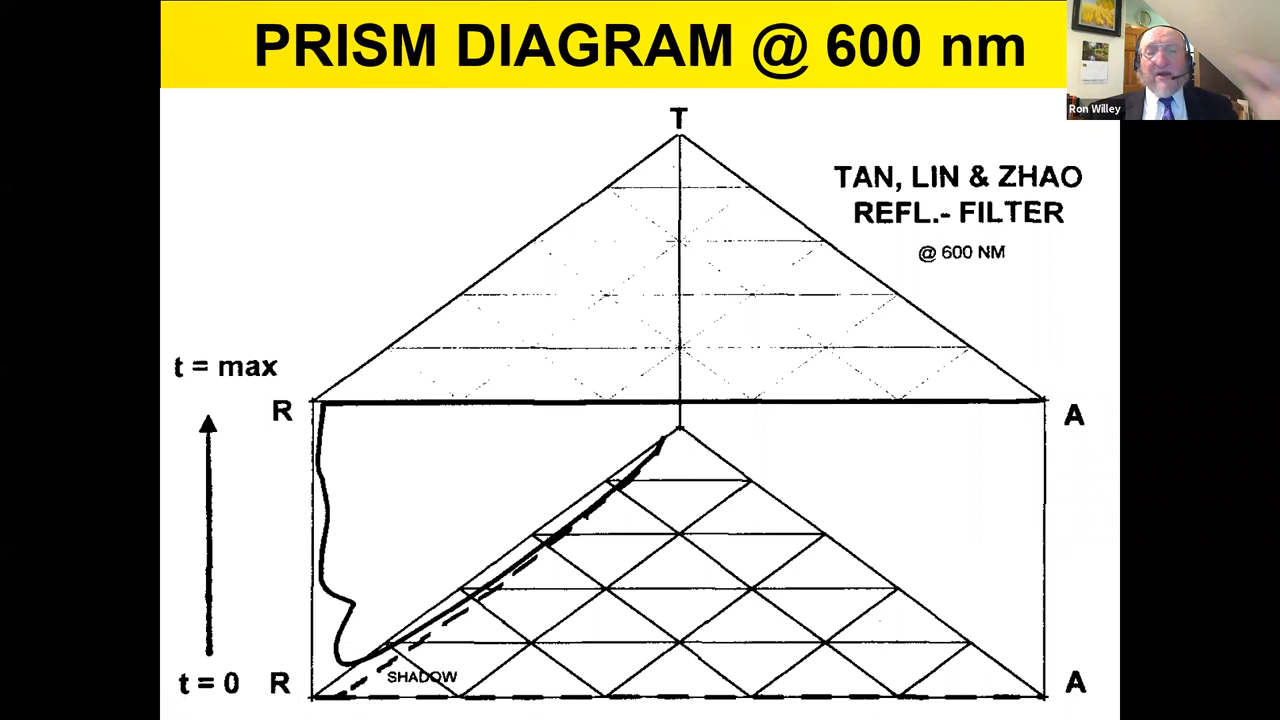 PRISM DIAGRAM @ 600 nm
Ron Willey
T
TAN, LIN & ZHAO
REFL.- FILTER
@ 600 NM
t = max
R
A
SHADOW
t = 0
R
A